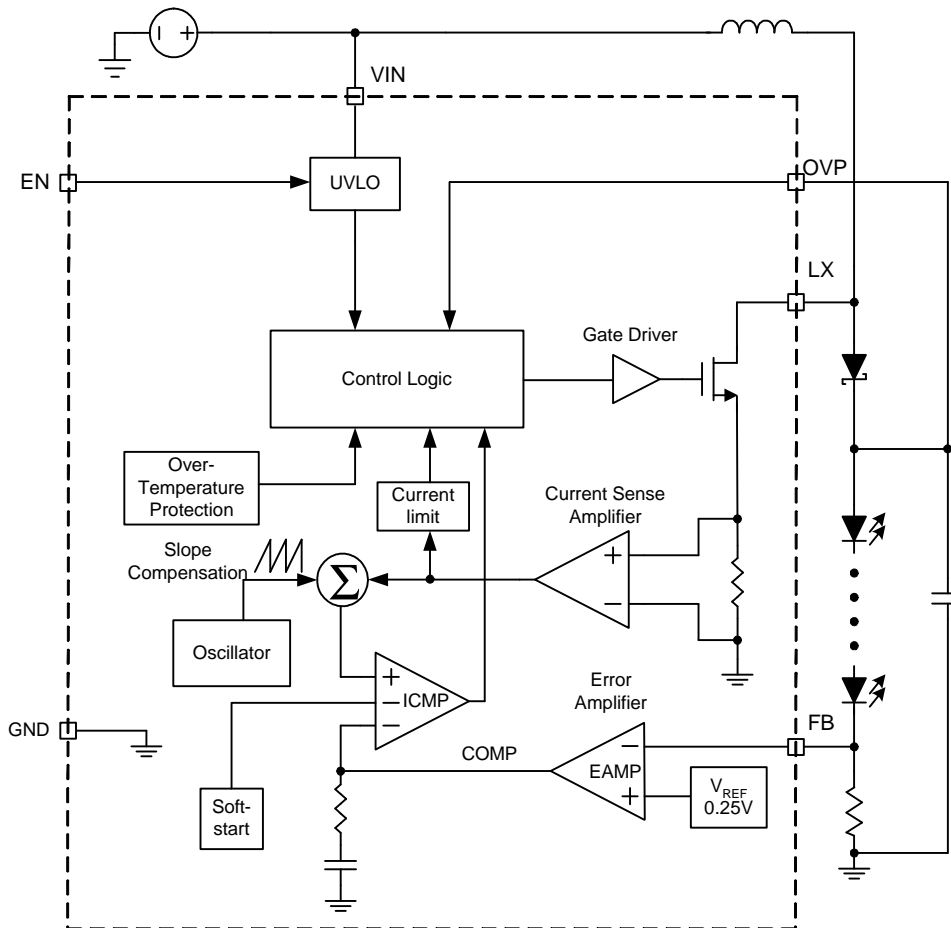 VIN
EN
UVLO
OVP
LX
Gate Driver
Control Logic
Over-
Temperature
Protection
Current
limit
Current Sense
Amplifier
+
−
Slope
Compensation
Σ
Oscillator
+
−
−
ICMP
Error
Amplifier
GND
FB
COMP
−
EAMP
+
VREF
0.25V
Soft-
start